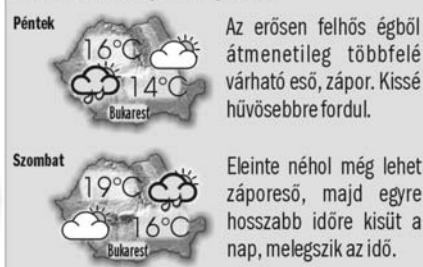 Péntek
16°C
14°C
Bukarest
Az erősen felhős égből
átmenetileg többfelé
várható eső, zápor. Kissé
hűvösebbre fordul.
Szombat
19°C
16°C
Bukarest
Eleinte néhol még lehet
záporeső, majd egyre
hosszabb időre kisüt a
nap, melegszik az idő.